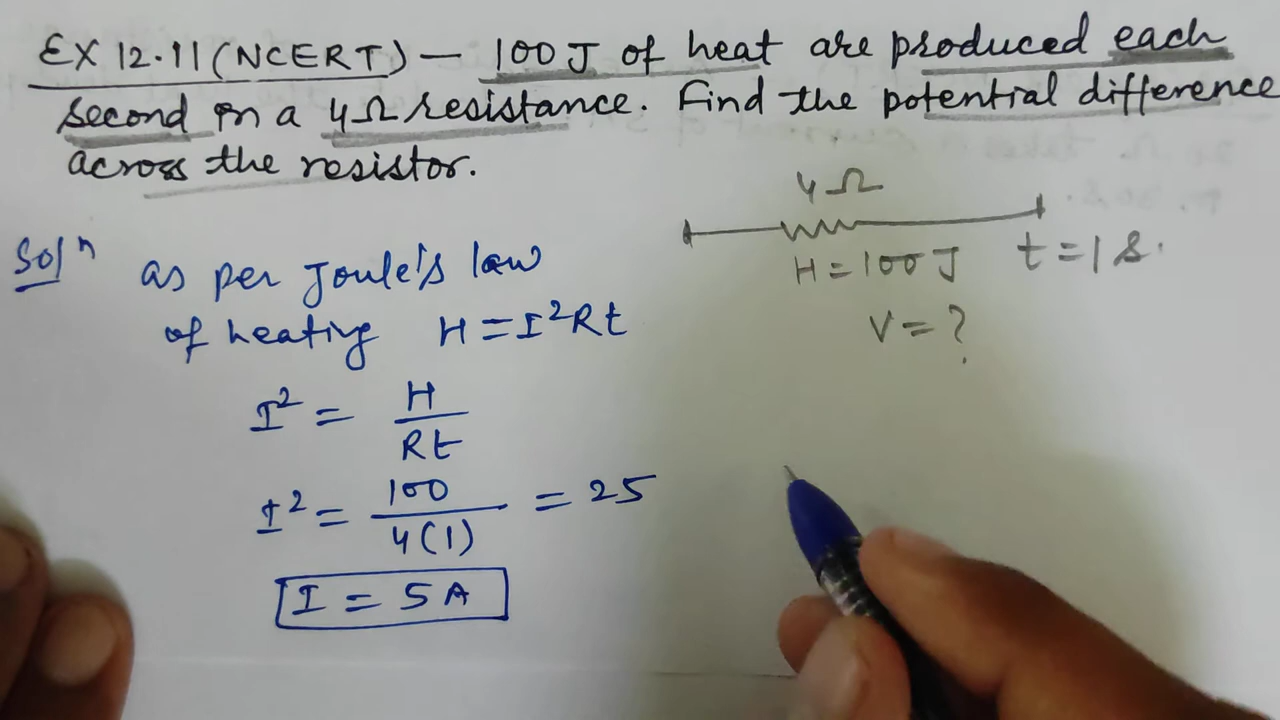 EX 12.11 (NCERT) — 100 J of heat are produced each
second in a 4Ω resistance. Find the potential difference
across the resistor.
4Ω
H = 100 J t = 1 s.
V = ?
Solⁿ as per Joule's law
of heating H = I²Rt
I² = H / Rt
I² = 100 / 4(1) = 25
I = 5 A